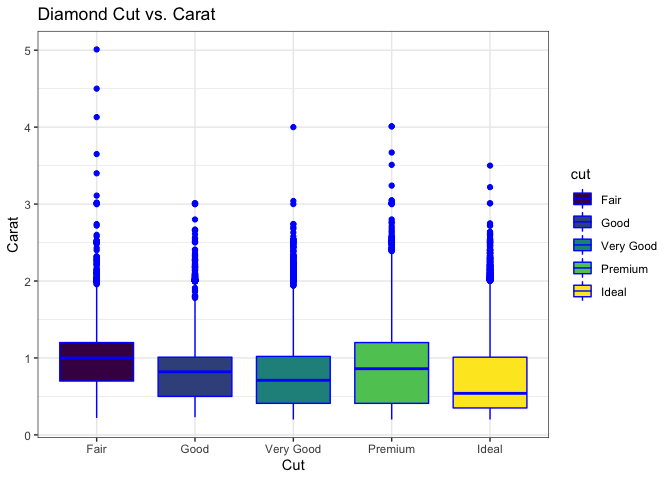 Diamond Cut vs. Carat
5
4
3
2
1
0
Carat
Fair
Good
Very Good
Premium
Ideal
Cut
cut
Fair
Good
Very Good
Premium
Ideal